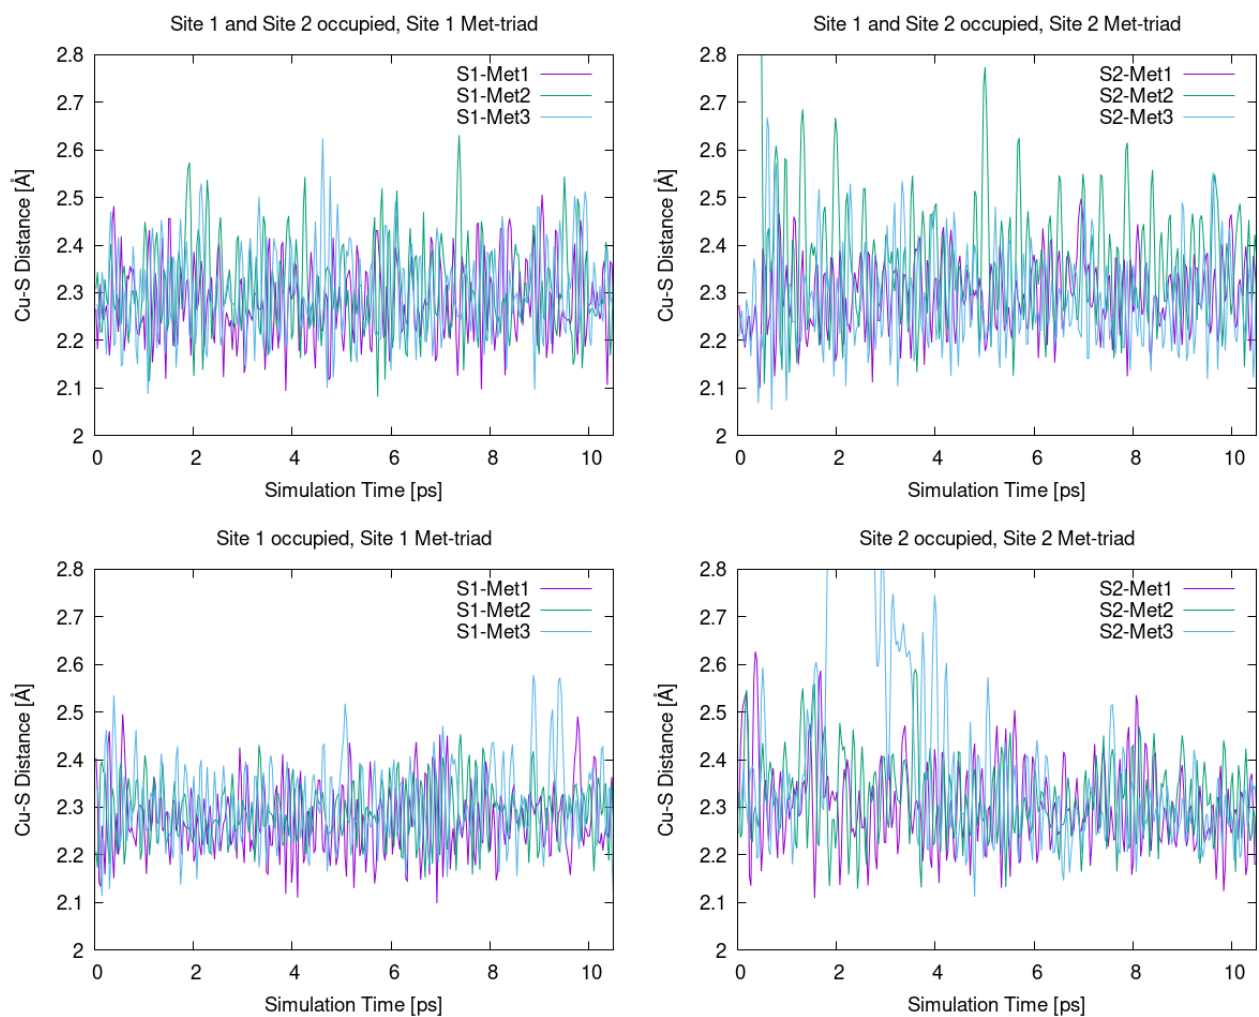 Site 1 and Site 2 occupied, Site 1 Met-triad
Cu-S Distance [Å]
2.8
2.7
2.6
2.5
2.4
2.3
2.2
2.1
2
S1-Met1
S1-Met2
S1-Met3
0 2 4 6 8 10
Simulation Time [ps]
Site 1 and Site 2 occupied, Site 2 Met-triad
Cu-S Distance [Å]
2.8
2.7
2.6
2.5
2.4
2.3
2.2
2.1
2
S2-Met1
S2-Met2
S2-Met3
0 2 4 6 8 10
Simulation Time [ps]
Site 1 occupied, Site 1 Met-triad
Cu-S Distance [Å]
2.8
2.7
2.6
2.5
2.4
2.3
2.2
2.1
2
S1-Met1
S1-Met2
S1-Met3
0 2 4 6 8 10
Simulation Time [ps]
Site 2 occupied, Site 2 Met-triad
Cu-S Distance [Å]
2.8
2.7
2.6
2.5
2.4
2.3
2.2
2.1
2
S2-Met1
S2-Met2
S2-Met3
0 2 4 6 8 10
Simulation Time [ps]